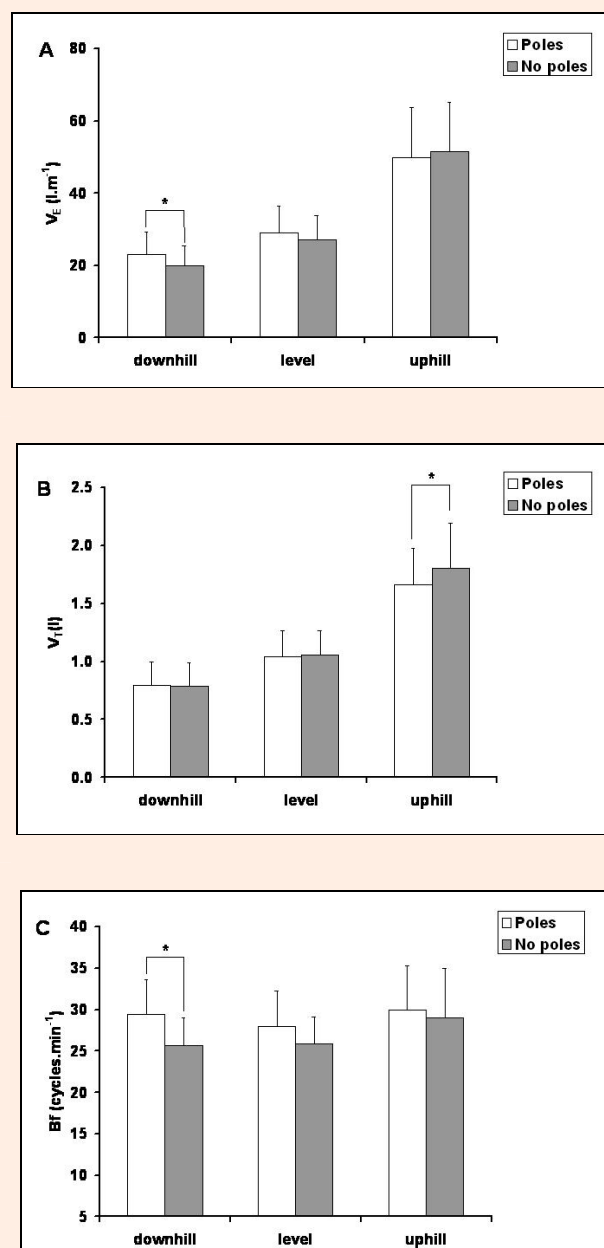 A
Poles
No poles
80
60
40
20
0
V_E (l.m⁻¹)
*
downhill level uphill
B
Poles
No poles
2.5
2.0
1.5
1.0
0.5
0.0
V_T(l)
*
downhill level uphill
C
Poles
No poles
40
35
30
25
20
15
10
5
Bf (cycles.min⁻¹)
*
downhill level uphill